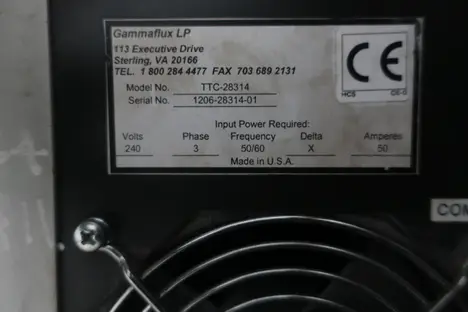 Gammaflux LP
113 Executive Drive
Sterling, VA 20166
TEL. 1 800 284 4477 FAX 703 689 2131
Model No. TTC-28314
Serial No. 1206-28314-01
Input Power Required:
Volts Phase Frequency Delta Amperes
240 3 50/60 X 50
Made in U.S.A.
CE
HCS
COM